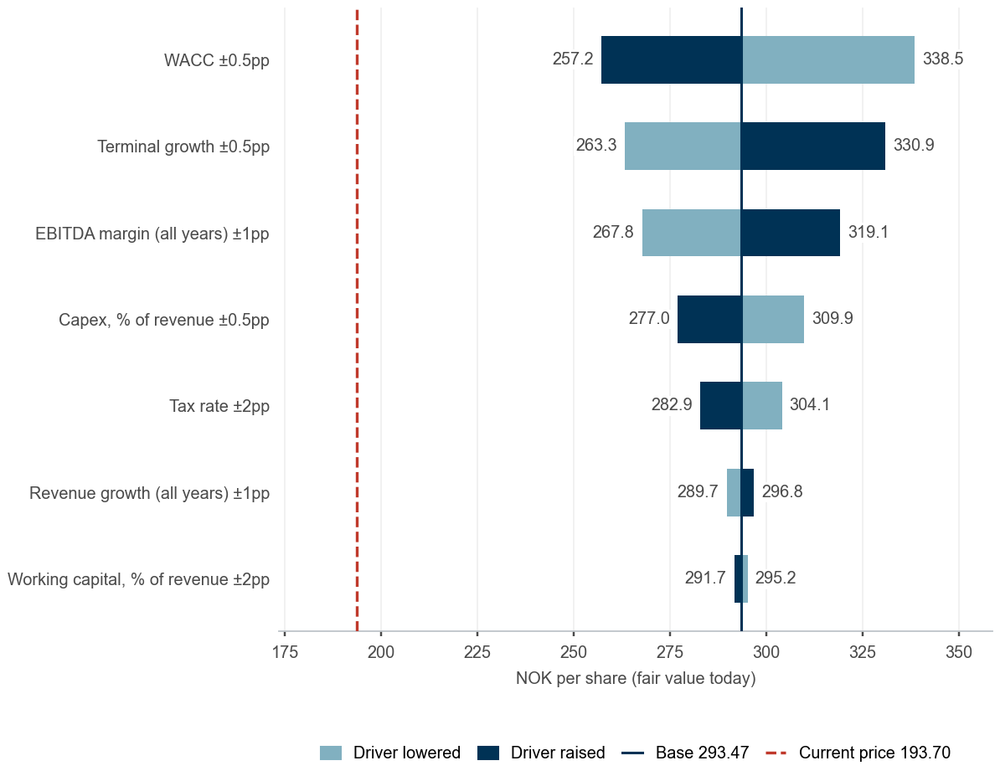 WACC ±0.5pp
257.2
338.5
Terminal growth ±0.5pp
263.3
330.9
EBITDA margin (all years) ±1pp
267.8
319.1
Capex, % of revenue ±0.5pp
277.0
309.9
Tax rate ±2pp
282.9
304.1
Revenue growth (all years) ±1pp
289.7
296.8
Working capital, % of revenue ±2pp
291.7
295.2
175 200 225 250 275 300 325 350
NOK per share (fair value today)
Driver lowered Driver raised Base 293.47 Current price 193.70